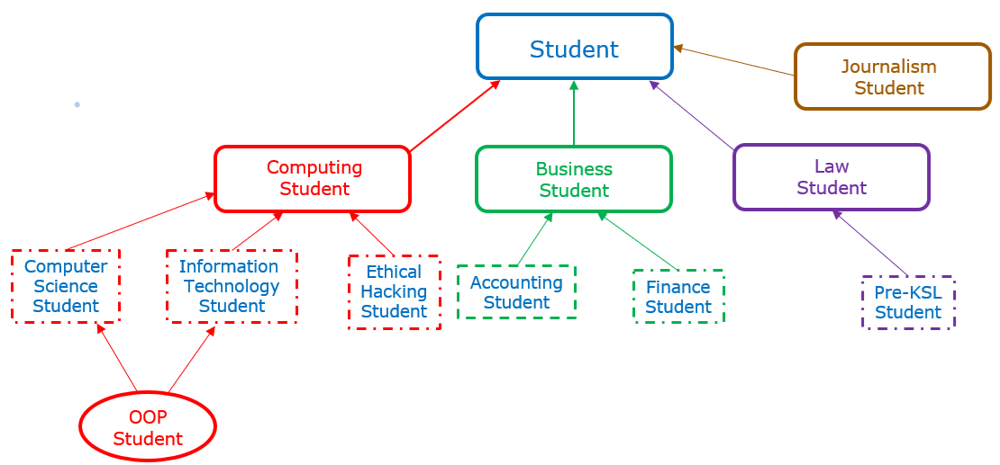 Student
Journalism
Student
Computing
Student
Business
Student
Law
Student
Computer
Science
Student
Information
Technology
Student
Ethical
Hacking
Student
Accounting
Student
Finance
Student
Pre-KSL
Student
OOP
Student